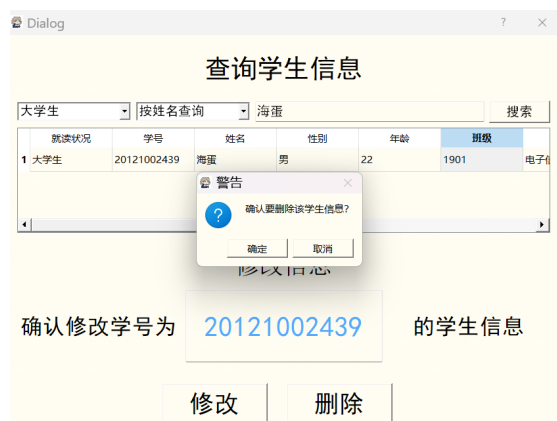 Dialog
查询学生信息
大学生 按姓名查询 海蛋 搜索
就读状况 学号 姓名 性别 年龄 班级
1 大学生 20121002439 海蛋 男 22 1901 电子信
警告
确认要删除该学生信息?
确定 取消
修改信息
确认修改学号为 20121002439 的学生信息
修改 删除